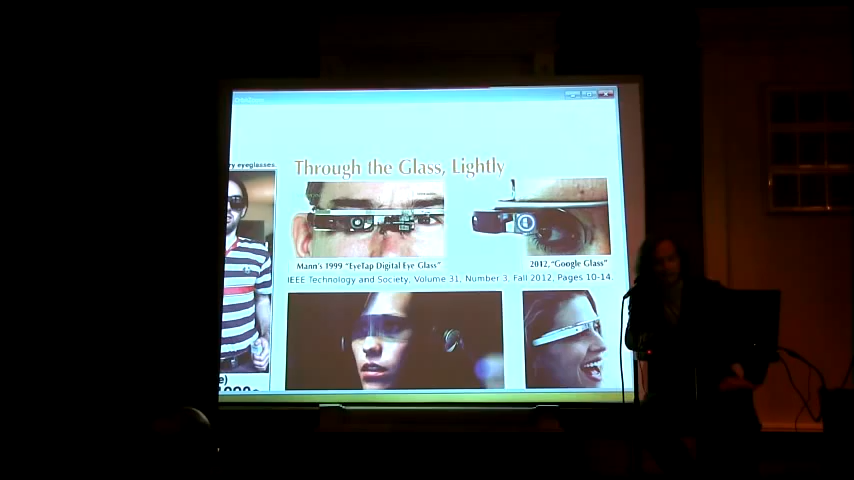 ry eyeglasses.
Through the Glass, Lightly
Mann's 1999 "EyeTap Digital Eye Glass"
2012, "Google Glass"
IEEE Technology and Society, Volume 31, Number 3, Fall 2012, Pages 10-14.